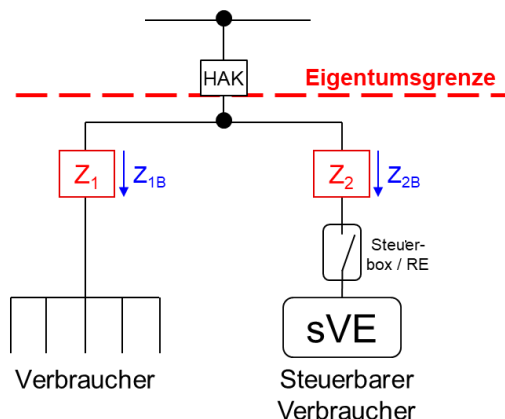 HAK
Eigentumsgrenze
Z1
Z1B
Z2
Z2B
Steuer-
box / RE
sVE
Verbraucher
Steuerbarer
Verbraucher